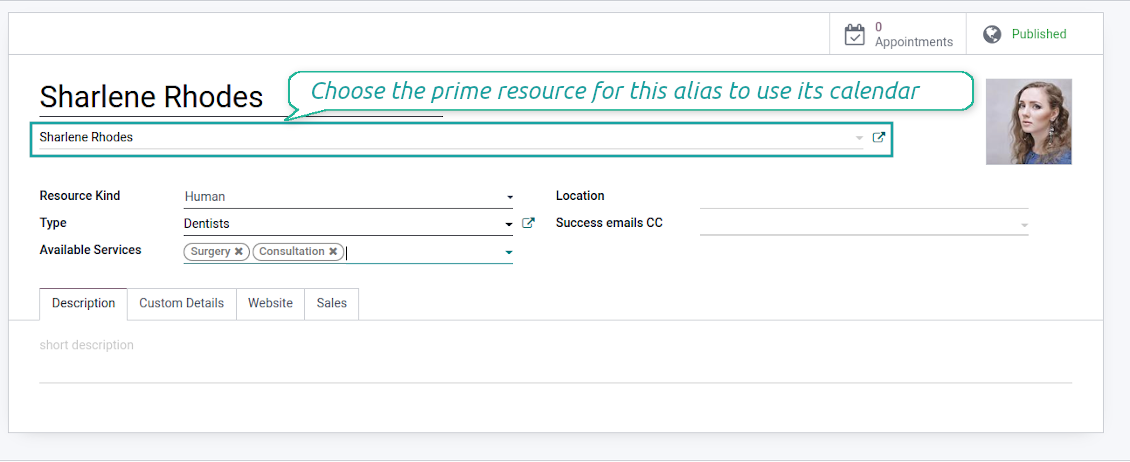 0
Appointments
Published
Sharlene Rhodes
Choose the prime resource for this alias to use its calendar
Sharlene Rhodes
Resource Kind Human Location
Type Dentists Success emails CC
Available Services Surgery ✖ Consultation ✖
Description Custom Details Website Sales
short description